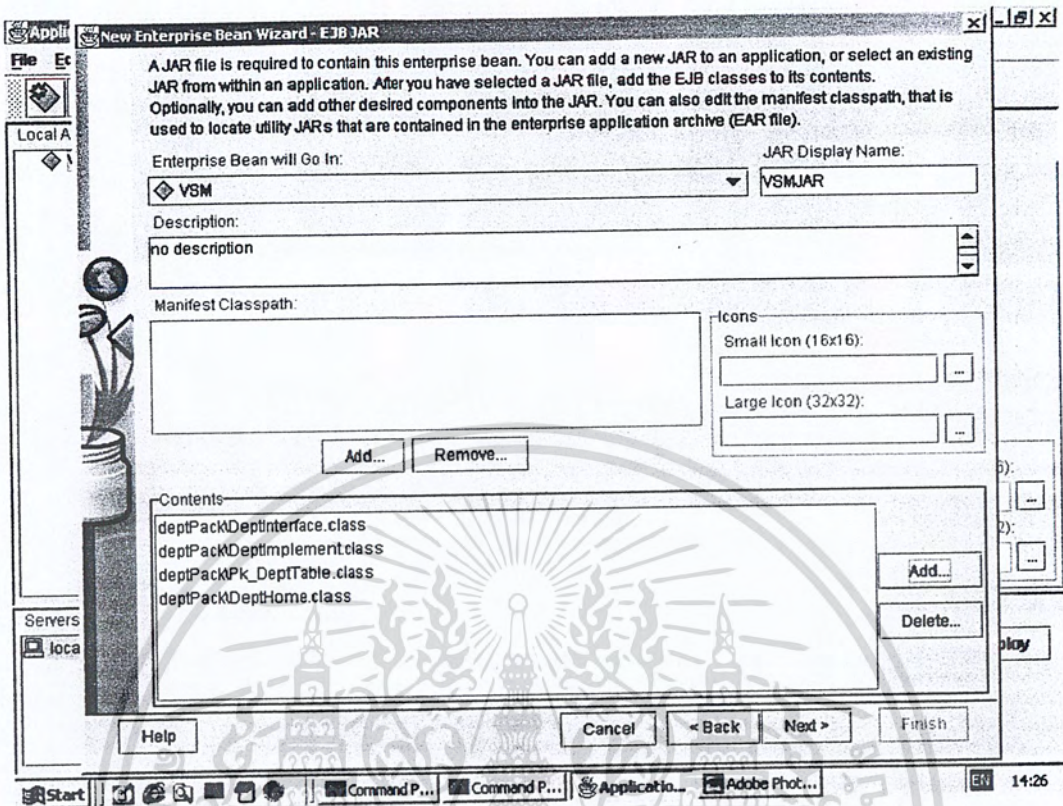 Appli
New Enterprise Bean Wizard - EJB JAR
File Ed
A JAR file is required to contain this enterprise bean. You can add a new JAR to an application, or select an existing
JAR from within an application. After you have selected a JAR file, add the EJB classes to its contents.
Optionally, you can add other desired components into the JAR. You can also edit the manifest classpath, that is
used to locate utility JARs that are contained in the enterprise application archive (EAR file).
Local A
Enterprise Bean will Go In:
JAR Display Name:
VSM
VSMJAR
Description:
no description
Manifest Classpath:
Icons
Small Icon (16x16):
...
Large Icon (32x32):
...
Add...
Remove...
6):
...
Contents
deptPack\DeptInterface.class
deptPack\DeptImplement.class
deptPack\Pk_DeptTable.class
deptPack\DeptHome.class
2):
...
Add...
Delete...
Servers
loca
ploy
Help
Cancel
< Back
Next >
Finish
Start
Command P...
Command P...
Applicatio...
Adobe Phot...
EN
14:26